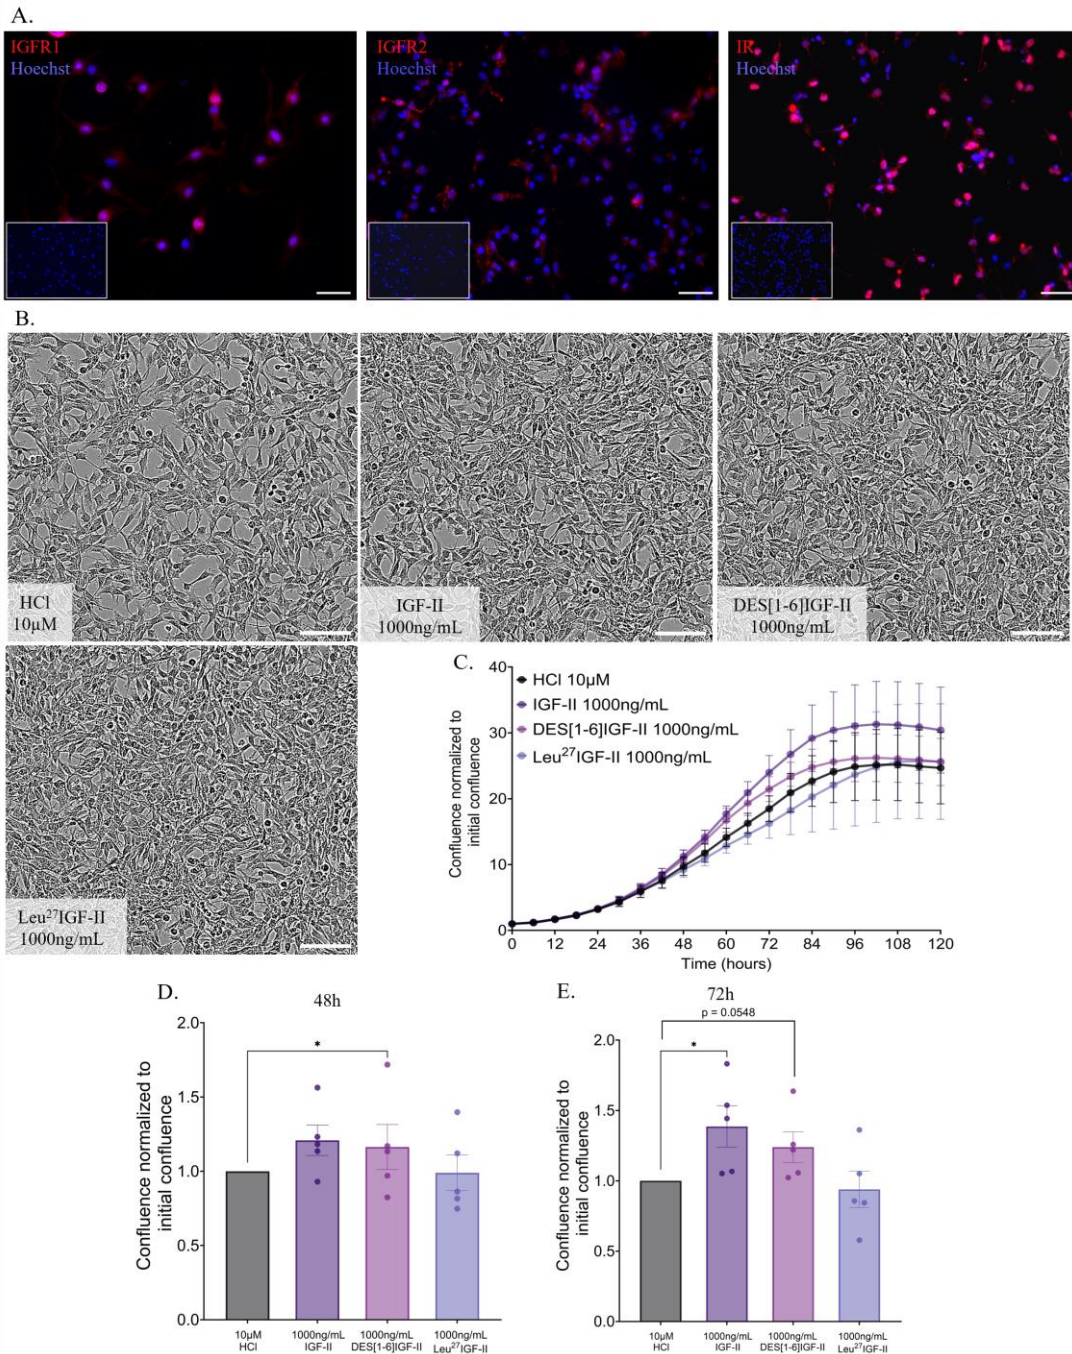 A.
IGFR1
Hoechst
IGFR2
Hoechst
IR
Hoechst
B.
HCl
10µM
IGF-II
1000ng/mL
DES[1-6]IGF-II
1000ng/mL
Leu²⁷IGF-II
1000ng/mL
C.
Confluence normalized to
initial confluence
40
30
20
10
0
HCl 10µM
IGF-II 1000ng/mL
DES[1-6]IGF-II 1000ng/mL
Leu²⁷IGF-II 1000ng/mL
0 12 24 36 48 60 72 84 96 108 120
Time (hours)
D.
48h
Confluence normalized to
initial confluence
2.0
1.5
1.0
0.5
0.0
*
10µM
HCl
1000ng/mL
IGF-II
1000ng/mL
DES[1-6]IGF-II
1000ng/mL
Leu²⁷IGF-II
E.
72h
p = 0.0548
*
Confluence normalized to
initial confluence
2.0
1.5
1.0
0.5
0.0
10µM
HCl
1000ng/mL
IGF-II
1000ng/mL
DES[1-6]IGF-II
1000ng/mL
Leu²⁷IGF-II